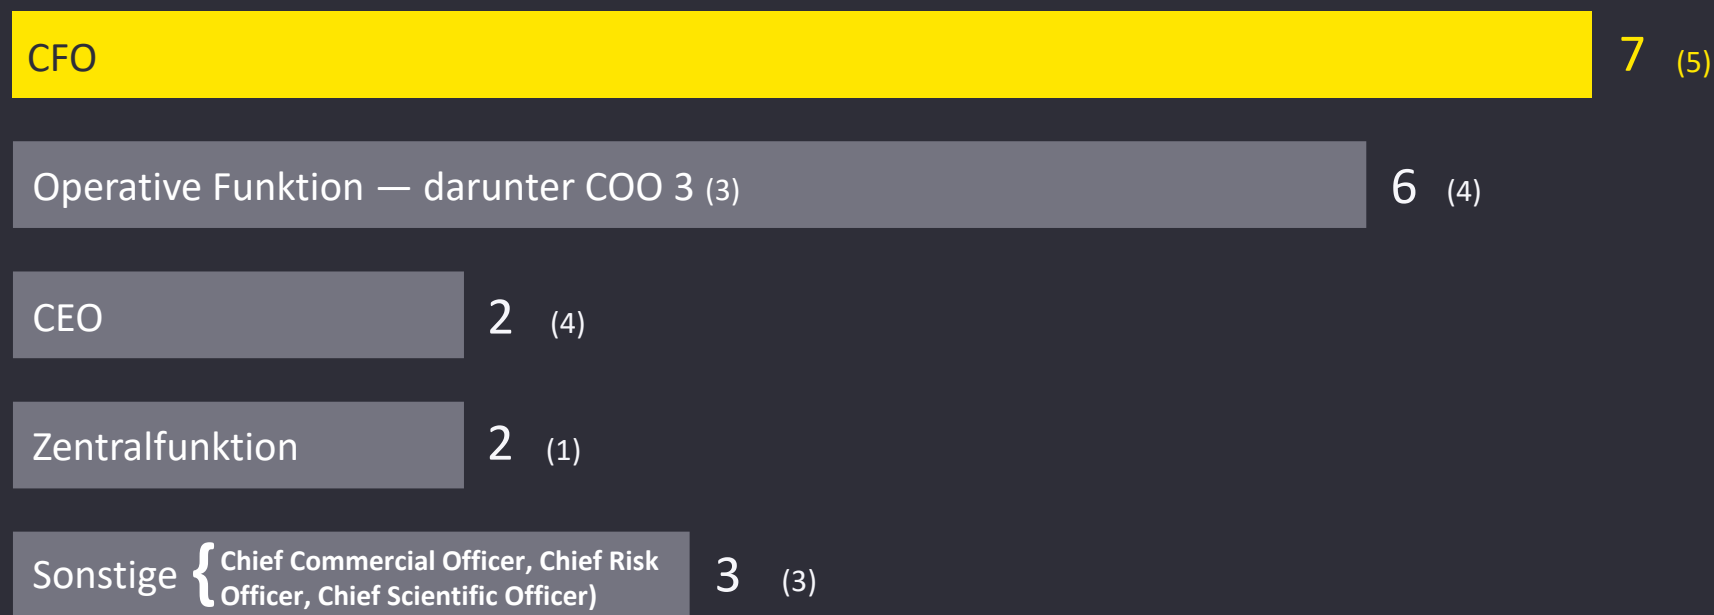 CFO 7 (5)
Operative Funktion — darunter COO 3 (3) 6 (4)
CEO 2 (4)
Zentralfunktion 2 (1)
Sonstige { Chief Commercial Officer, Chief Risk
Officer, Chief Scientific Officer) 3 (3)